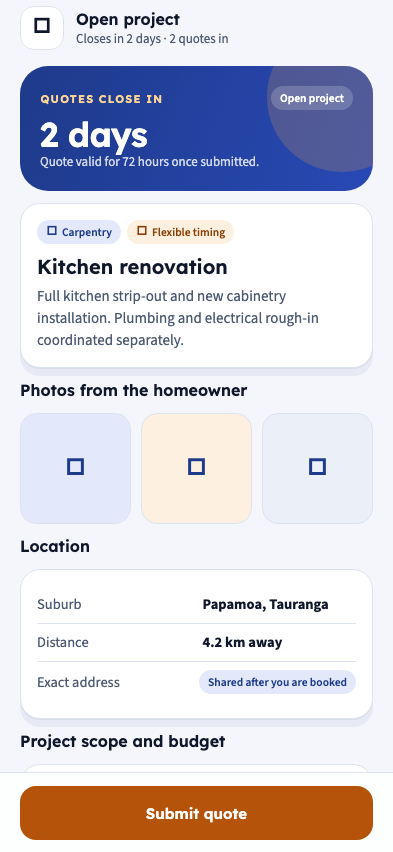 Open project
Closes in 2 days · 2 quotes in
QUOTES CLOSE IN
Open project
2 days
Quote valid for 72 hours once submitted.
Carpentry
Flexible timing
Kitchen renovation
Full kitchen strip-out and new cabinetry
installation. Plumbing and electrical rough-in
coordinated separately.
Photos from the homeowner
Location
Suburb
Papamoa, Tauranga
Distance
4.2 km away
Exact address
Shared after you are booked
Project scope and budget
Submit quote